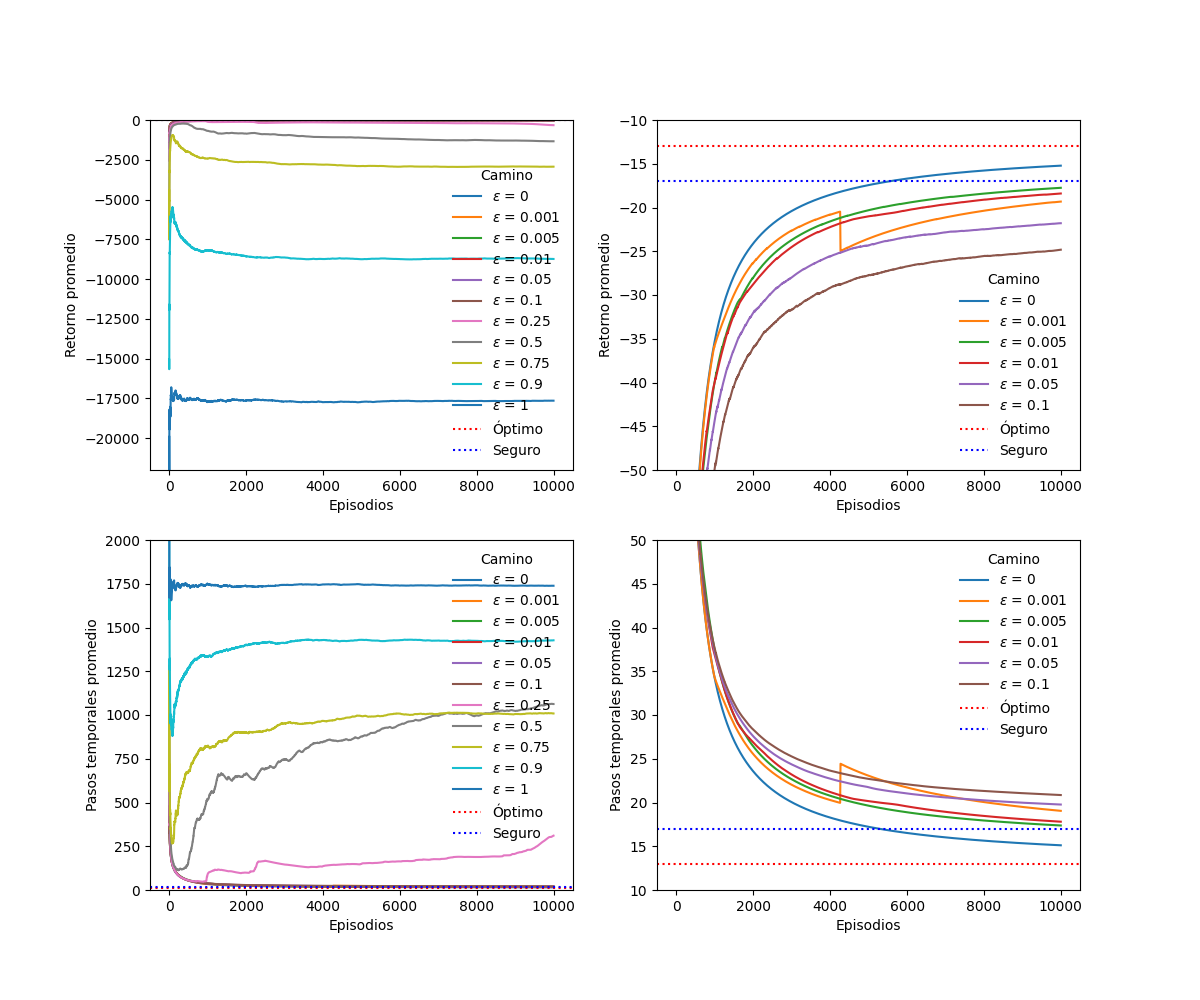 0
−2500
−5000
−7500
−10000
−12500
−15000
−17500
−20000
Retorno promedio
Camino
ε = 0
ε = 0.001
ε = 0.005
ε = 0.01
ε = 0.05
ε = 0.1
ε = 0.25
ε = 0.5
ε = 0.75
ε = 0.9
ε = 1
Óptimo
Seguro
0 2000 4000 6000 8000 10000
Episodios
−10
−15
−20
−25
−30
−35
−40
−45
−50
Retorno promedio
Camino
ε = 0
ε = 0.001
ε = 0.005
ε = 0.01
ε = 0.05
ε = 0.1
Óptimo
Seguro
0 2000 4000 6000 8000 10000
Episodios
2000
1750
1500
1250
1000
750
500
250
0
Pasos temporales promedio
Camino
ε = 0
ε = 0.001
ε = 0.005
ε = 0.01
ε = 0.05
ε = 0.1
ε = 0.25
ε = 0.5
ε = 0.75
ε = 0.9
ε = 1
Óptimo
Seguro
0 2000 4000 6000 8000 10000
Episodios
50
45
40
35
30
25
20
15
10
Pasos temporales promedio
Camino
ε = 0
ε = 0.001
ε = 0.005
ε = 0.01
ε = 0.05
ε = 0.1
Óptimo
Seguro
0 2000 4000 6000 8000 10000
Episodios